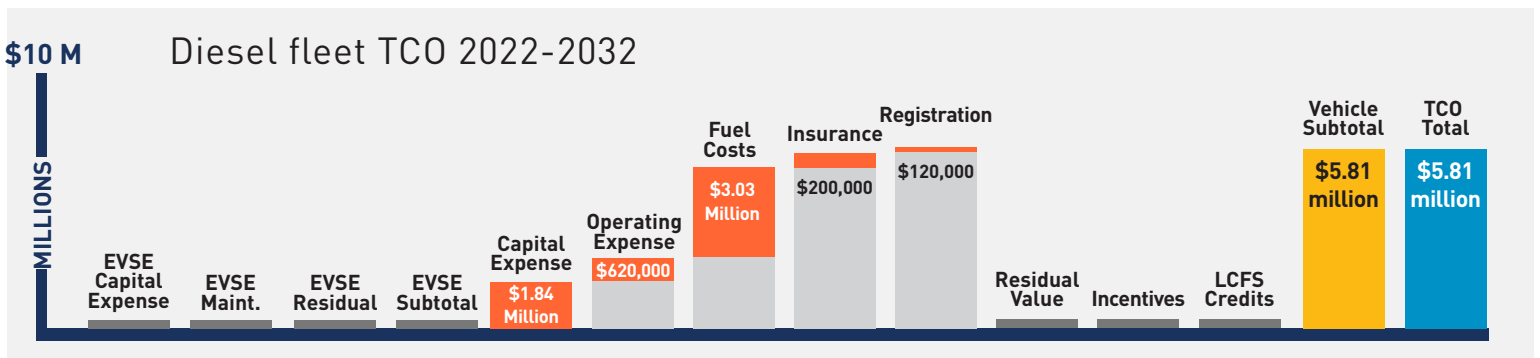 $10 M
Diesel fleet TCO 2022-2032
MILLIONS
EVSE
Capital
Expense
EVSE
Maint.
EVSE
Residual
EVSE
Subtotal
Capital
Expense
$1.84
Million
Operating
Expense
$620,000
Fuel
Costs
$3.03
Million
Insurance
$200,000
Registration
$120,000
Residual
Value
Incentives
LCFS
Credits
Vehicle
Subtotal
$5.81
million
TCO
Total
$5.81
million